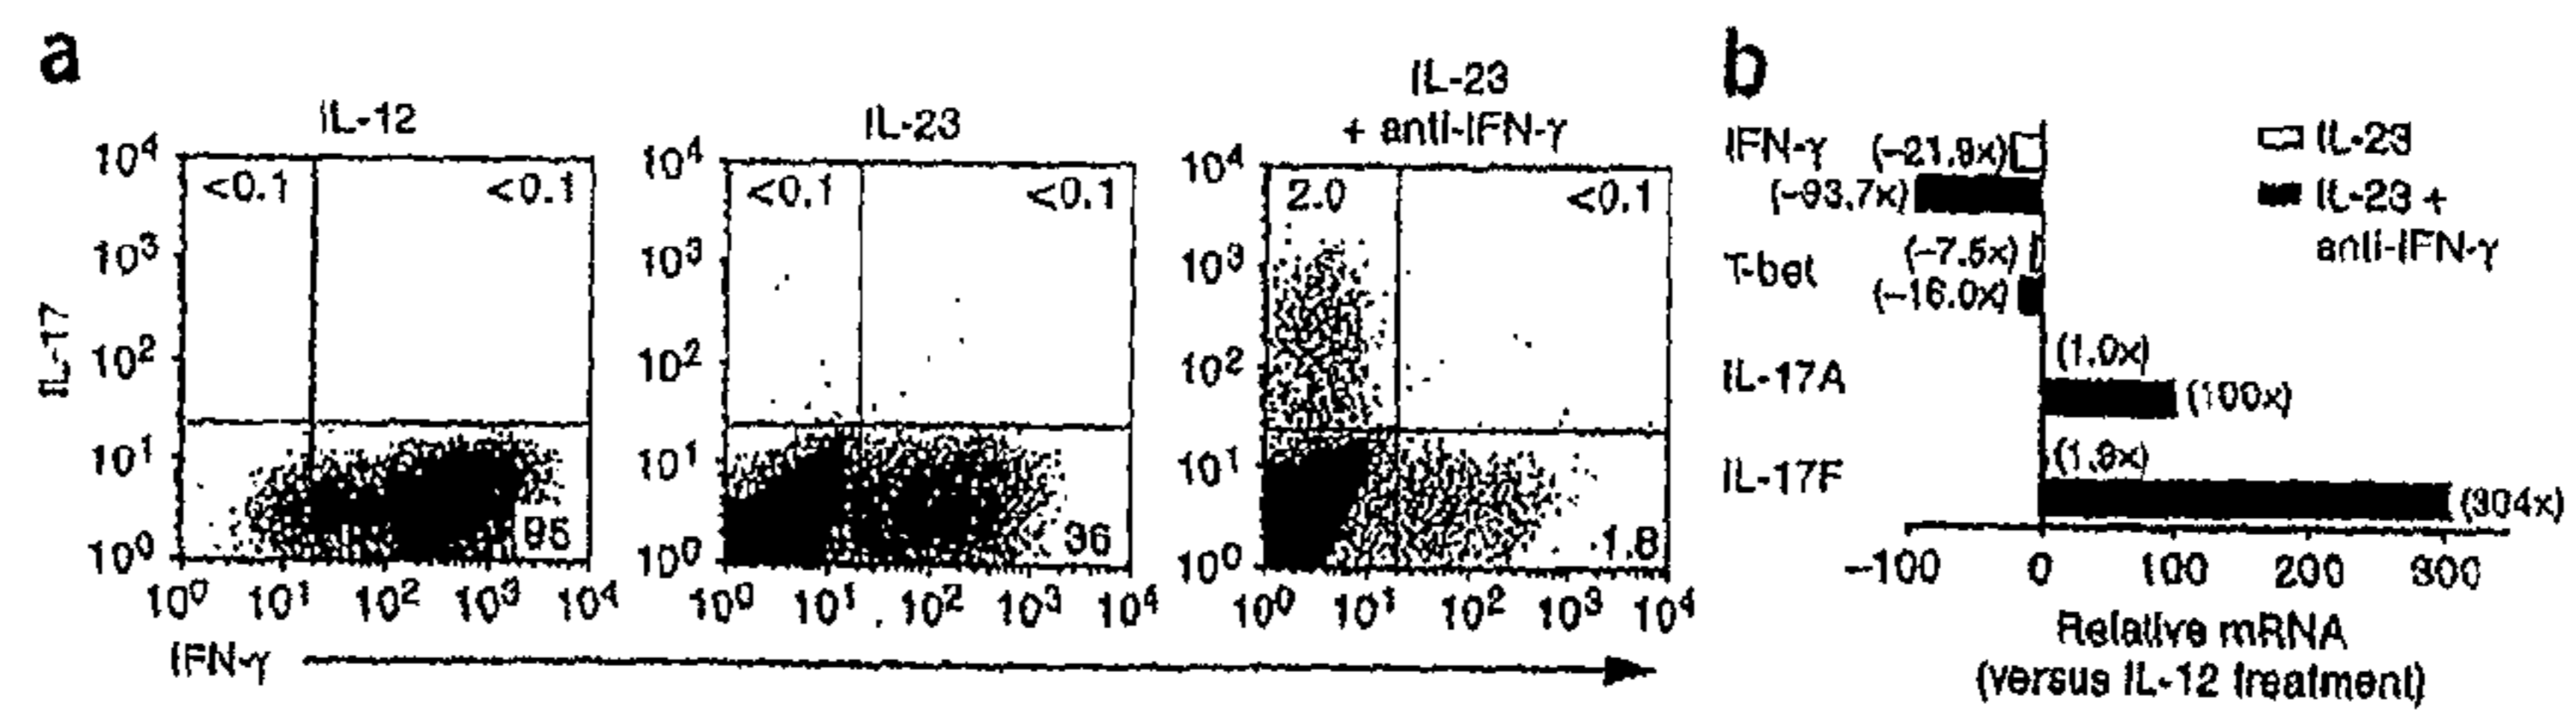 a
IL-12
IL-23
IL-23
+ anti-IFN-γ
b
10⁴
10³
10²
10¹
10⁰
IL-17
<0.1
<0.1
95
10⁰ 10¹ 10² 10³ 10⁴
10⁴
10³
10²
10¹
10⁰
<0.1
<0.1
36
10⁰ 10¹ 10² 10³ 10⁴
10⁴
10³
10²
10¹
10⁰
2.0
<0.1
1.8
10⁰ 10¹ 10² 10³ 10⁴
IFN-γ
IFN-γ (–21.9x)
(–93.7x)
T-bet (–7.5x)
(–16.0x)
IL-17A (1.0x)
(100x)
IL-17F (1.9x)
(304x)
IL-23
IL-23 +
anti-IFN-γ
–100 0 100 200 300
Relative mRNA
(versus IL-12 treatment)